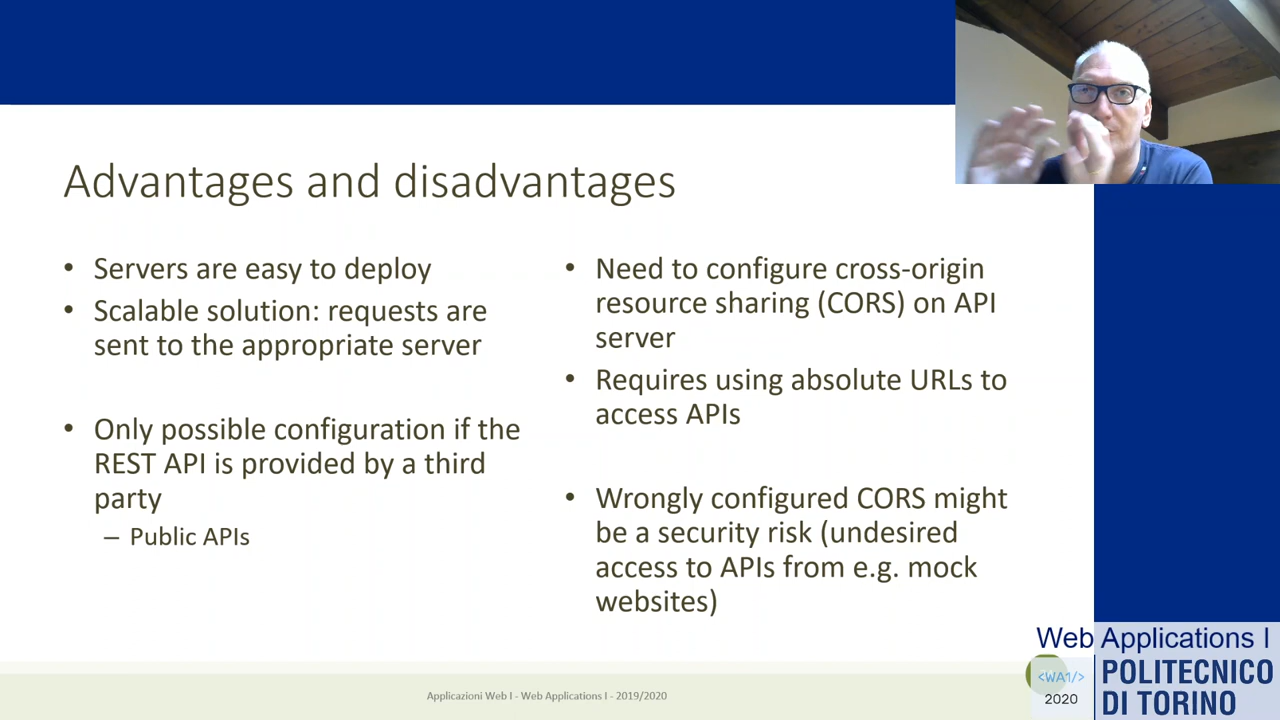 Advantages and disadvantages
• Servers are easy to deploy
• Scalable solution: requests are
sent to the appropriate server
• Only possible configuration if the
REST API is provided by a third
party
– Public APIs
• Need to configure cross-origin
resource sharing (CORS) on API
server
• Requires using absolute URLs to
access APIs
• Wrongly configured CORS might
be a security risk (undesired
access to APIs from e.g. mock
websites)
Applicazioni Web I - Web Applications I - 2019/2020
Web Applications I
<WA1/>
2020
POLITECNICO
DI TORINO